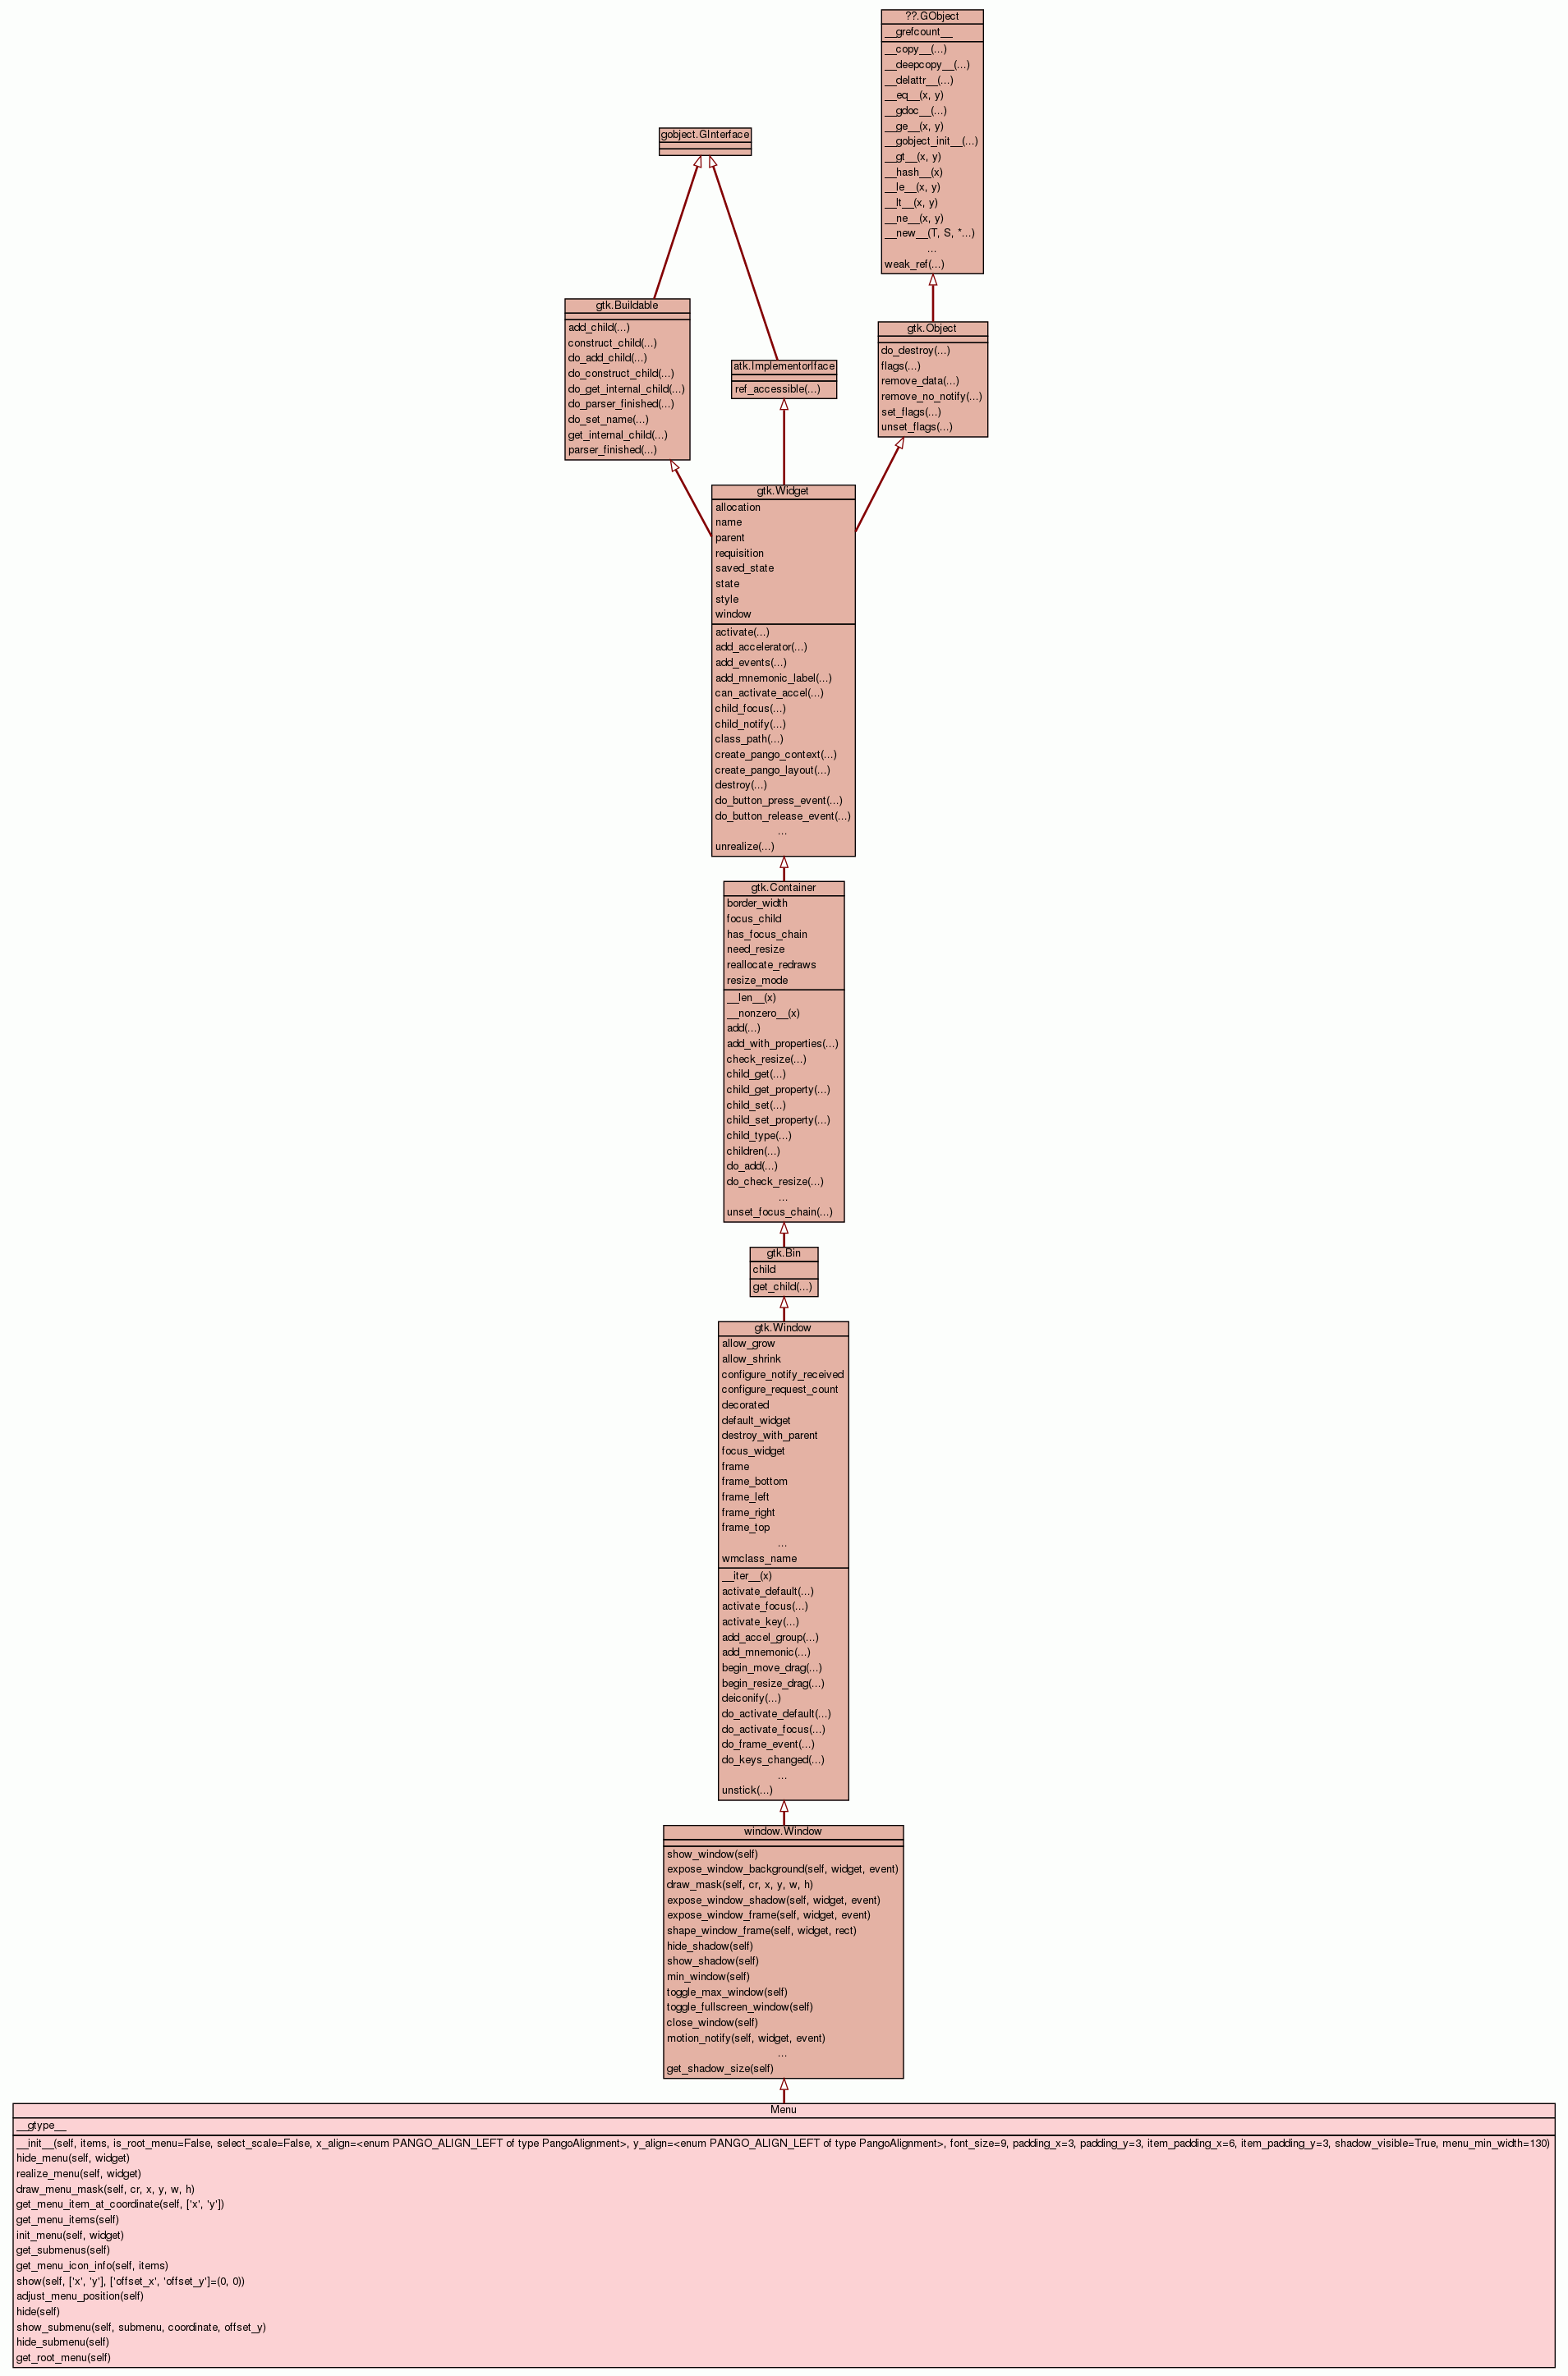 ??.GObject
__grefcount__
__copy__(...)
__deepcopy__(...)
__delattr__(...)
__eq__(x, y)
__gdoc__(...)
__ge__(x, y)
__gobject_init__(...)
__gt__(x, y)
__hash__(x)
__le__(x, y)
__lt__(x, y)
__ne__(x, y)
__new__(T, S, *...)
...
weak_ref(...)
gobject.GInterface
gtk.Buildable
add_child(...)
construct_child(...)
do_add_child(...)
do_construct_child(...)
do_get_internal_child(...)
do_parser_finished(...)
do_set_name(...)
get_internal_child(...)
parser_finished(...)
atk.ImplementorIface
ref_accessible(...)
gtk.Object
do_destroy(...)
flags(...)
remove_data(...)
remove_no_notify(...)
set_flags(...)
unset_flags(...)
gtk.Widget
allocation
name
parent
requisition
saved_state
state
style
window
activate(...)
add_accelerator(...)
add_events(...)
add_mnemonic_label(...)
can_activate_accel(...)
child_focus(...)
child_notify(...)
class_path(...)
create_pango_context(...)
create_pango_layout(...)
destroy(...)
do_button_press_event(...)
do_button_release_event(...)
...
unrealize(...)
gtk.Container
border_width
focus_child
has_focus_chain
need_resize
reallocate_redraws
resize_mode
__len__(x)
__nonzero__(x)
add(...)
add_with_properties(...)
check_resize(...)
child_get(...)
child_get_property(...)
child_set(...)
child_set_property(...)
child_type(...)
children(...)
do_add(...)
do_check_resize(...)
...
unset_focus_chain(...)
gtk.Bin
child
get_child(...)
gtk.Window
allow_grow
allow_shrink
configure_notify_received
configure_request_count
decorated
default_widget
destroy_with_parent
focus_widget
frame
frame_bottom
frame_left
frame_right
frame_top
...
wmclass_name
__iter__(x)
activate_default(...)
activate_focus(...)
activate_key(...)
add_accel_group(...)
add_mnemonic(...)
begin_move_drag(...)
begin_resize_drag(...)
deiconify(...)
do_activate_default(...)
do_activate_focus(...)
do_frame_event(...)
do_keys_changed(...)
...
unstick(...)
window.Window
show_window(self)
expose_window_background(self, widget, event)
draw_mask(self, cr, x, y, w, h)
expose_window_shadow(self, widget, event)
expose_window_frame(self, widget, event)
shape_window_frame(self, widget, rect)
hide_shadow(self)
show_shadow(self)
min_window(self)
toggle_max_window(self)
toggle_fullscreen_window(self)
close_window(self)
motion_notify(self, widget, event)
...
get_shadow_size(self)
Menu
__gtype__
__init__(self, items, is_root_menu=False, select_scale=False, x_align=<enum PANGO_ALIGN_LEFT of type PangoAlignment>, y_align=<enum PANGO_ALIGN_LEFT of type PangoAlignment>, font_size=9, padding_x=3, padding_y=3, item_padding_x=6, item_padding_y=3, shadow_visible=True, menu_min_width=130)
hide_menu(self, widget)
realize_menu(self, widget)
draw_menu_mask(self, cr, x, y, w, h)
get_menu_item_at_coordinate(self, ['x', 'y'])
get_menu_items(self)
init_menu(self, widget)
get_submenus(self)
get_menu_icon_info(self, items)
show(self, ['x', 'y'], ['offset_x', 'offset_y']=(0, 0))
adjust_menu_position(self)
hide(self)
show_submenu(self, submenu, coordinate, offset_y)
hide_submenu(self)
get_root_menu(self)